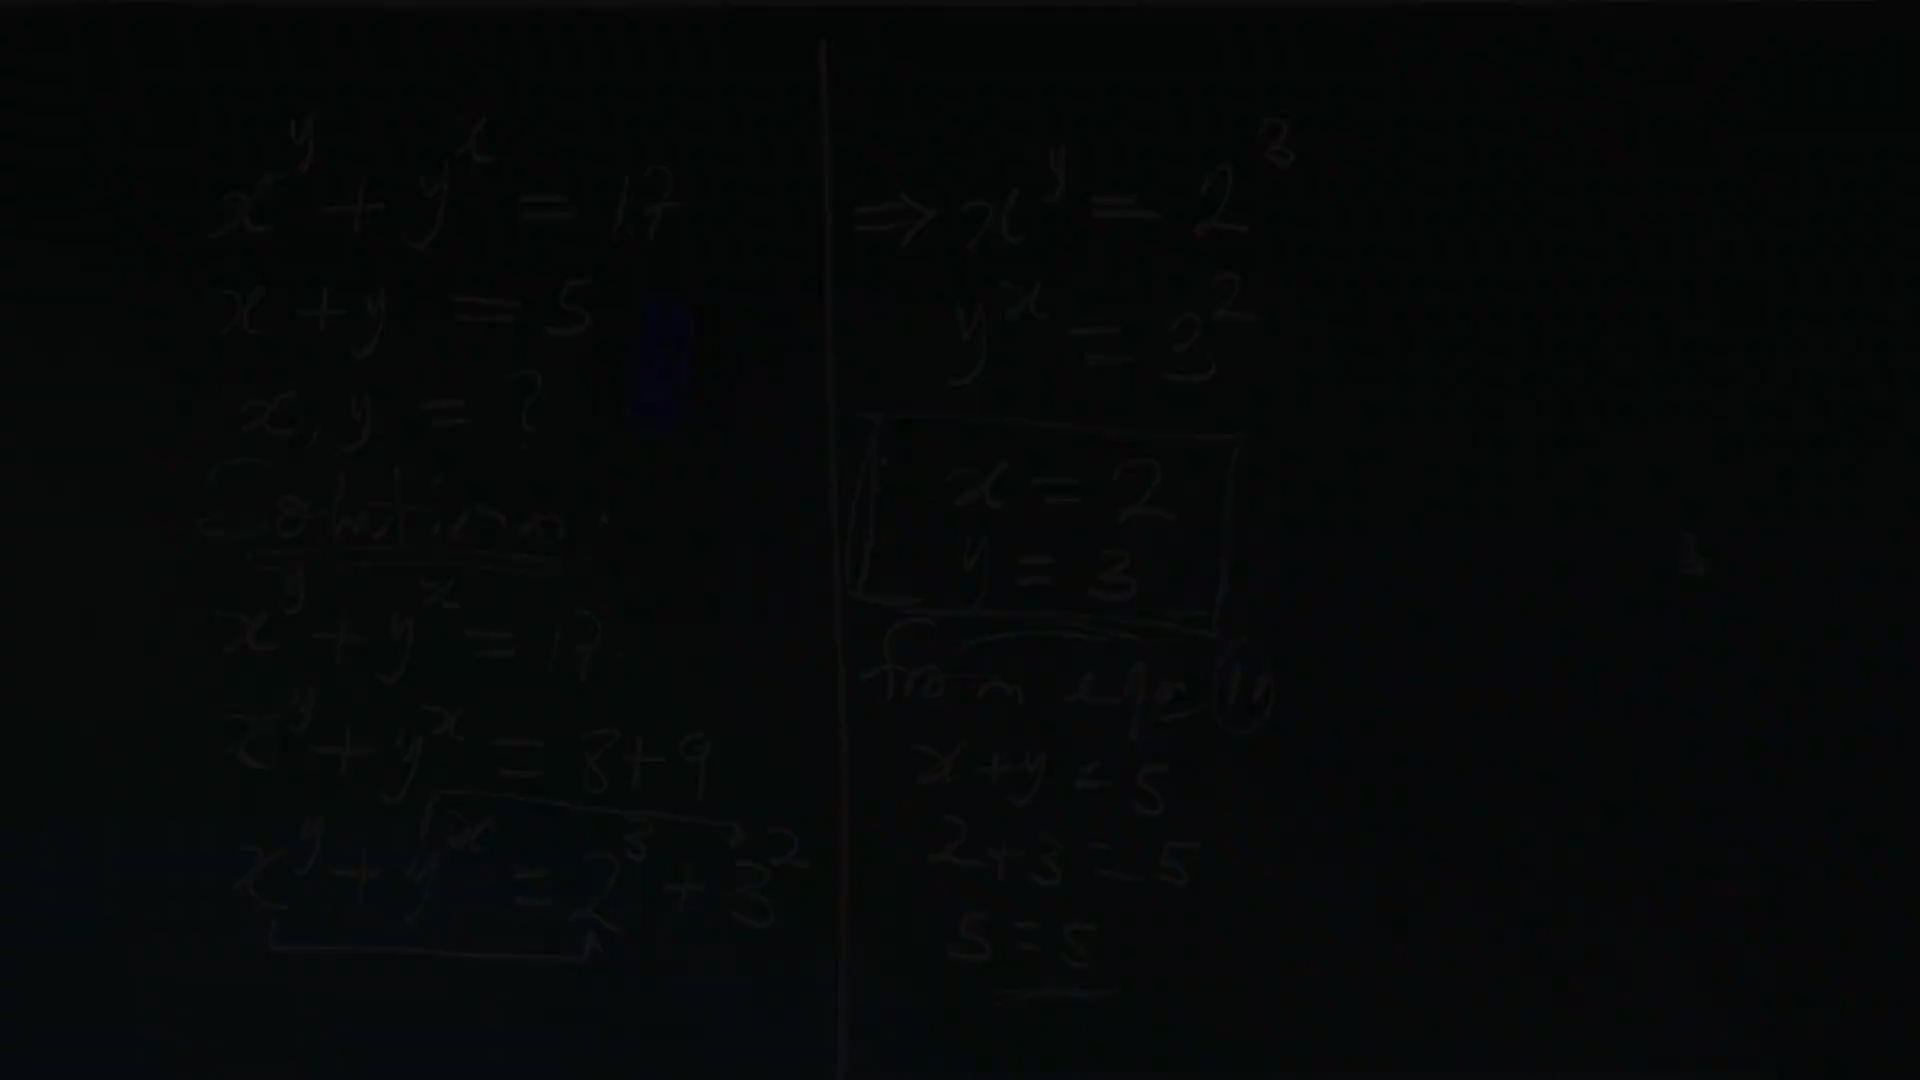 x^y + y^x = 17
x + y = 5
x, y = ?
Solution
x^y + y^x = 17
x^y + y^x = 8 + 9
x^y + y^x = 2^3 + 3^2
⇒ x^y = 2^3
y^x = 3^2
x = 2
y = 3
from eqn (ii)
x + y = 5
2 + 3 = 5
5 = 5